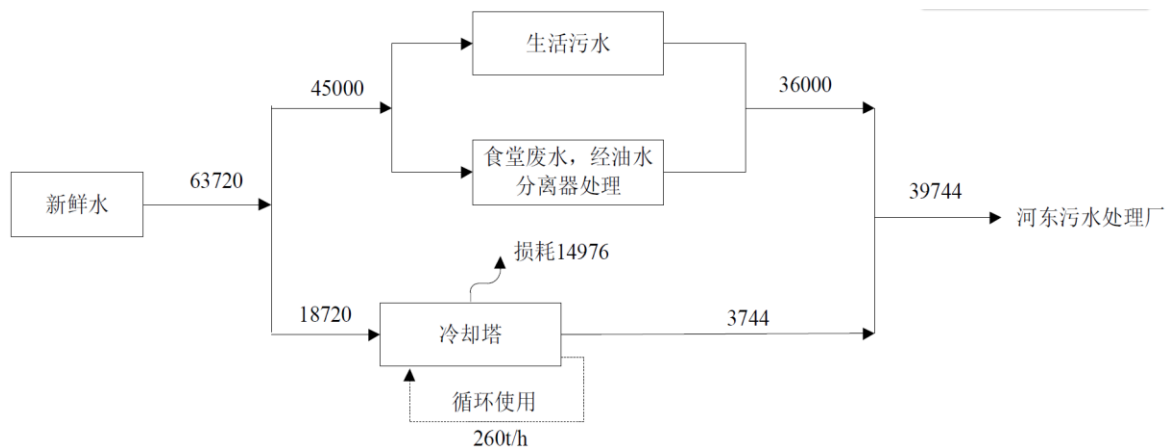 生活污水
45000
36000
食堂废水，经油水
分离器处理
63720
新鲜水
39744
河东污水处理厂
损耗14976
18720
冷却塔
3744
循环使用
260t/h